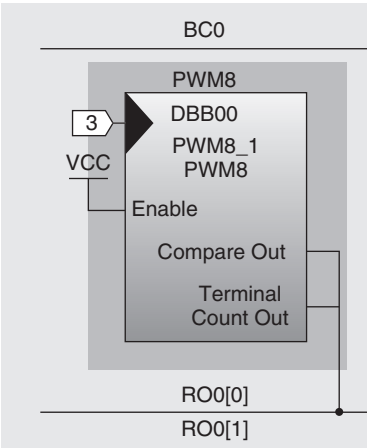 BC0
PWM8
3
DBB00
PWM8_1
PWM8
VCC
Enable
Compare Out
Terminal
Count Out
RO0[0]
RO0[1]